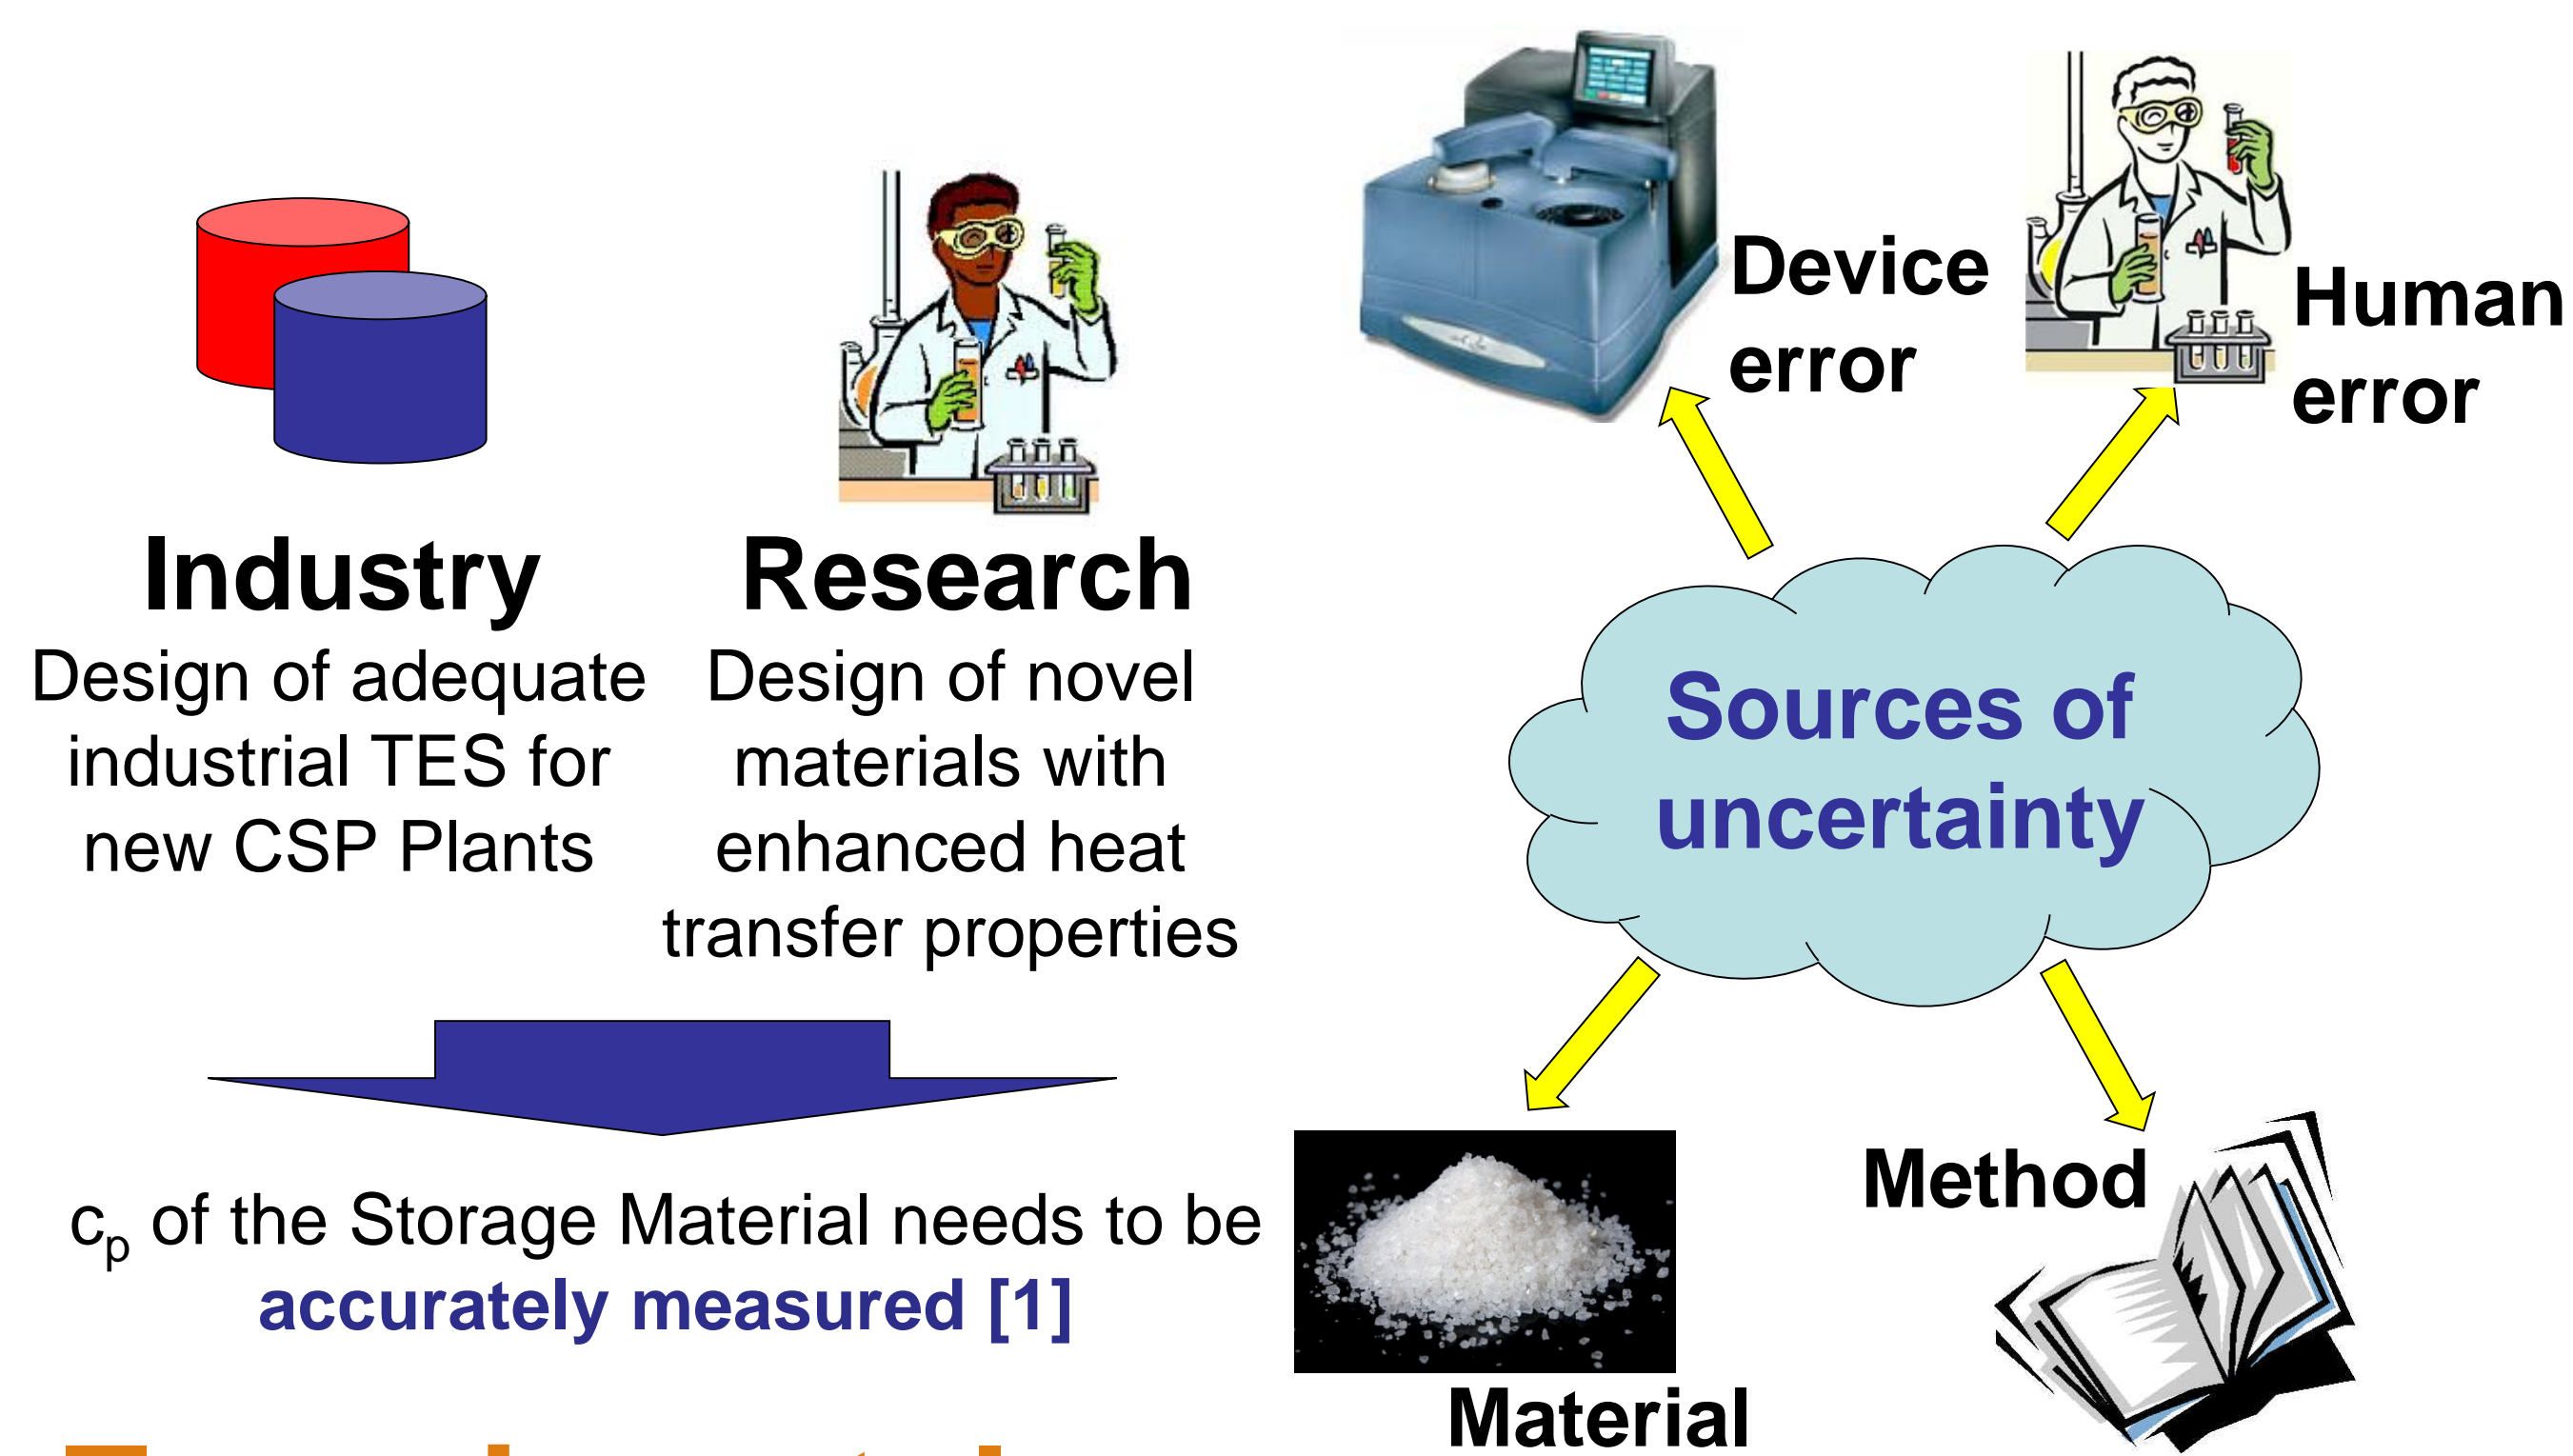 Industry
Design of adequate
industrial TES for
new CSP Plants
Research
Design of novel
materials with
enhanced heat
transfer properties
cp of the Storage Material needs to be
accurately measured [1]
Device
error
Human
error
Sources of
uncertainty
Method
Material